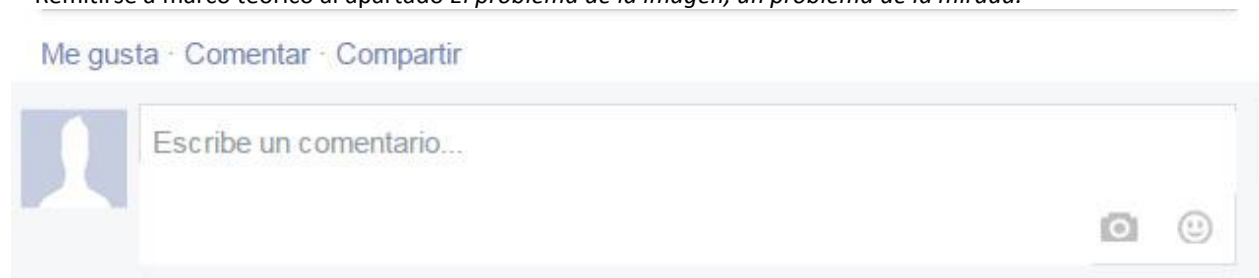 Remitirse a marco teórico al apartado El problema de la imagen, un problema de la mirada.
Me gusta · Comentar · Compartir
Escribe un comentario...